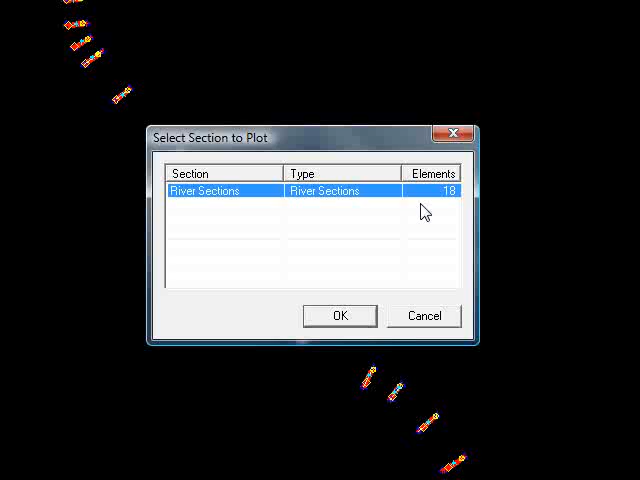 Select Section to Plot
Section Type Elements
River Sections River Sections 18
OK Cancel